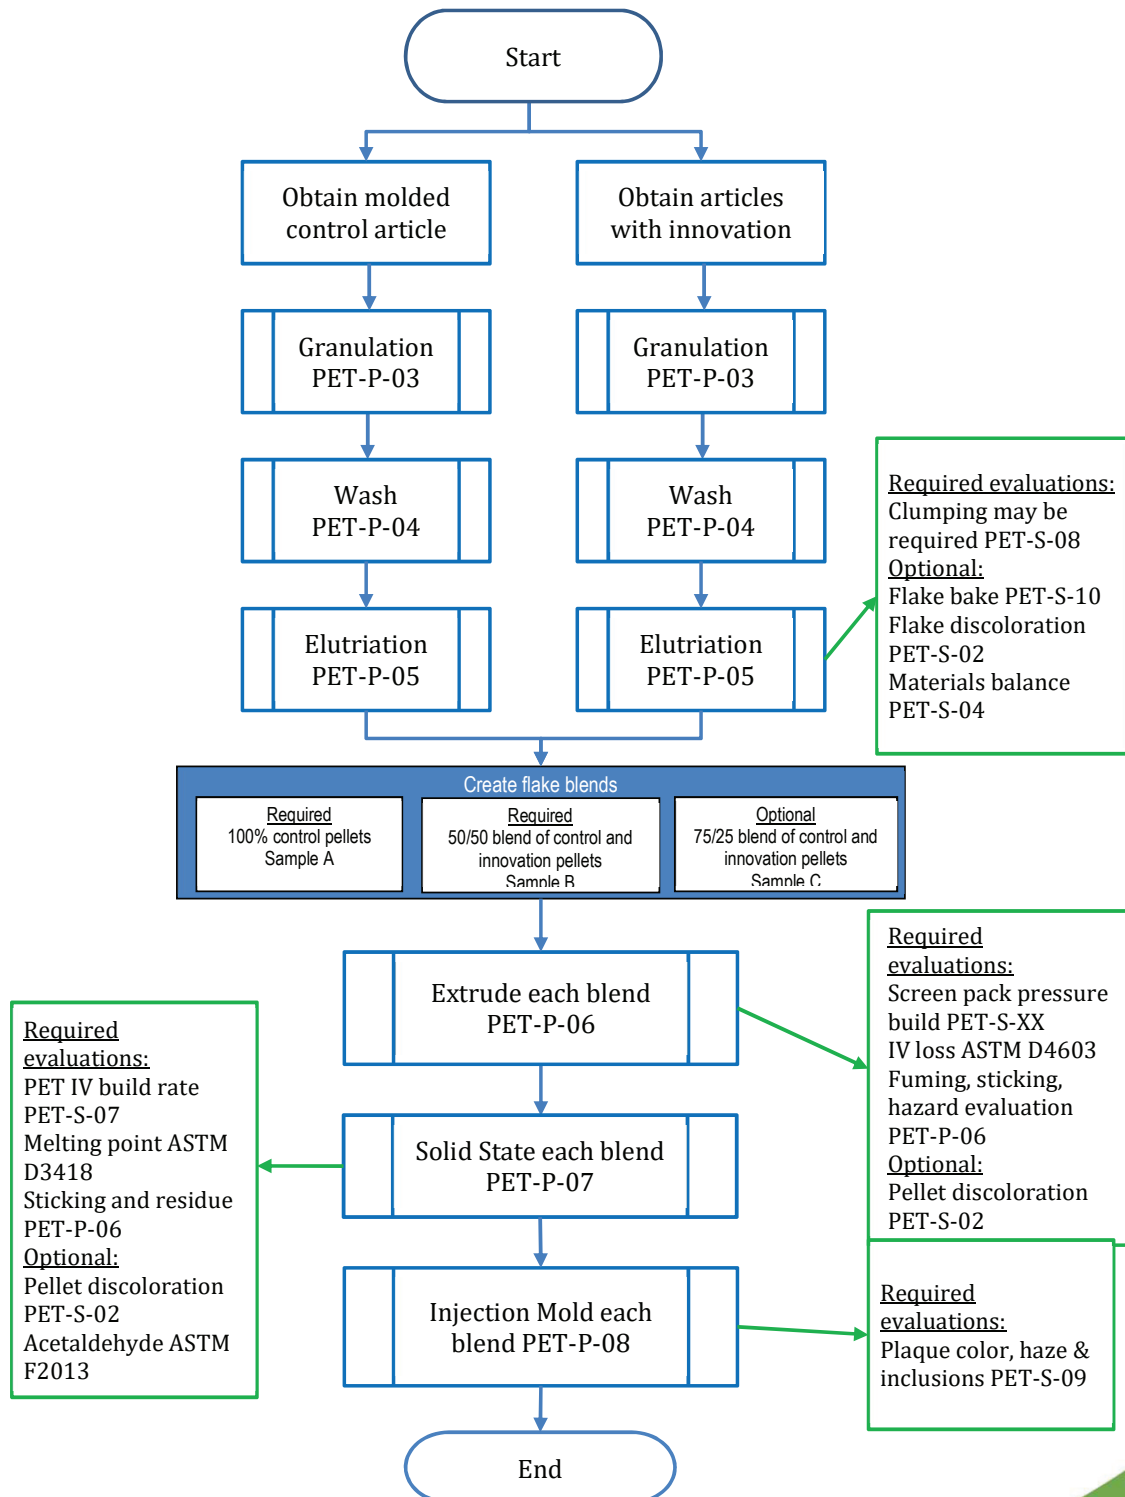 Start
Obtain molded
control article
Obtain articles
with innovation
Granulation
PET-P-03
Granulation
PET-P-03
Wash
PET-P-04
Wash
PET-P-04
Elutriation
PET-P-05
Elutriation
PET-P-05
Required evaluations:
Clumping may be
required PET-S-08
Optional:
Flake bake PET-S-10
Flake discoloration
PET-S-02
Materials balance
PET-S-04
Create flake blends
Required
100% control pellets
Sample A
Required
50/50 blend of control and
innovation pellets
Sample B
Optional
75/25 blend of control and
innovation pellets
Sample C
Extrude each blend
PET-P-06
Required
evaluations:
Screen pack pressure
build PET-S-XX
IV loss ASTM D4603
Fuming, sticking,
hazard evaluation
PET-P-06
Optional:
Pellet discoloration
PET-S-02
Solid State each blend
PET-P-07
Required
evaluations:
PET IV build rate
PET-S-07
Melting point ASTM
D3418
Sticking and residue
PET-P-06
Optional:
Pellet discoloration
PET-S-02
Acetaldehyde ASTM
F2013
Injection Mold each
blend PET-P-08
Required
evaluations:
Plaque color, haze &
inclusions PET-S-09
End